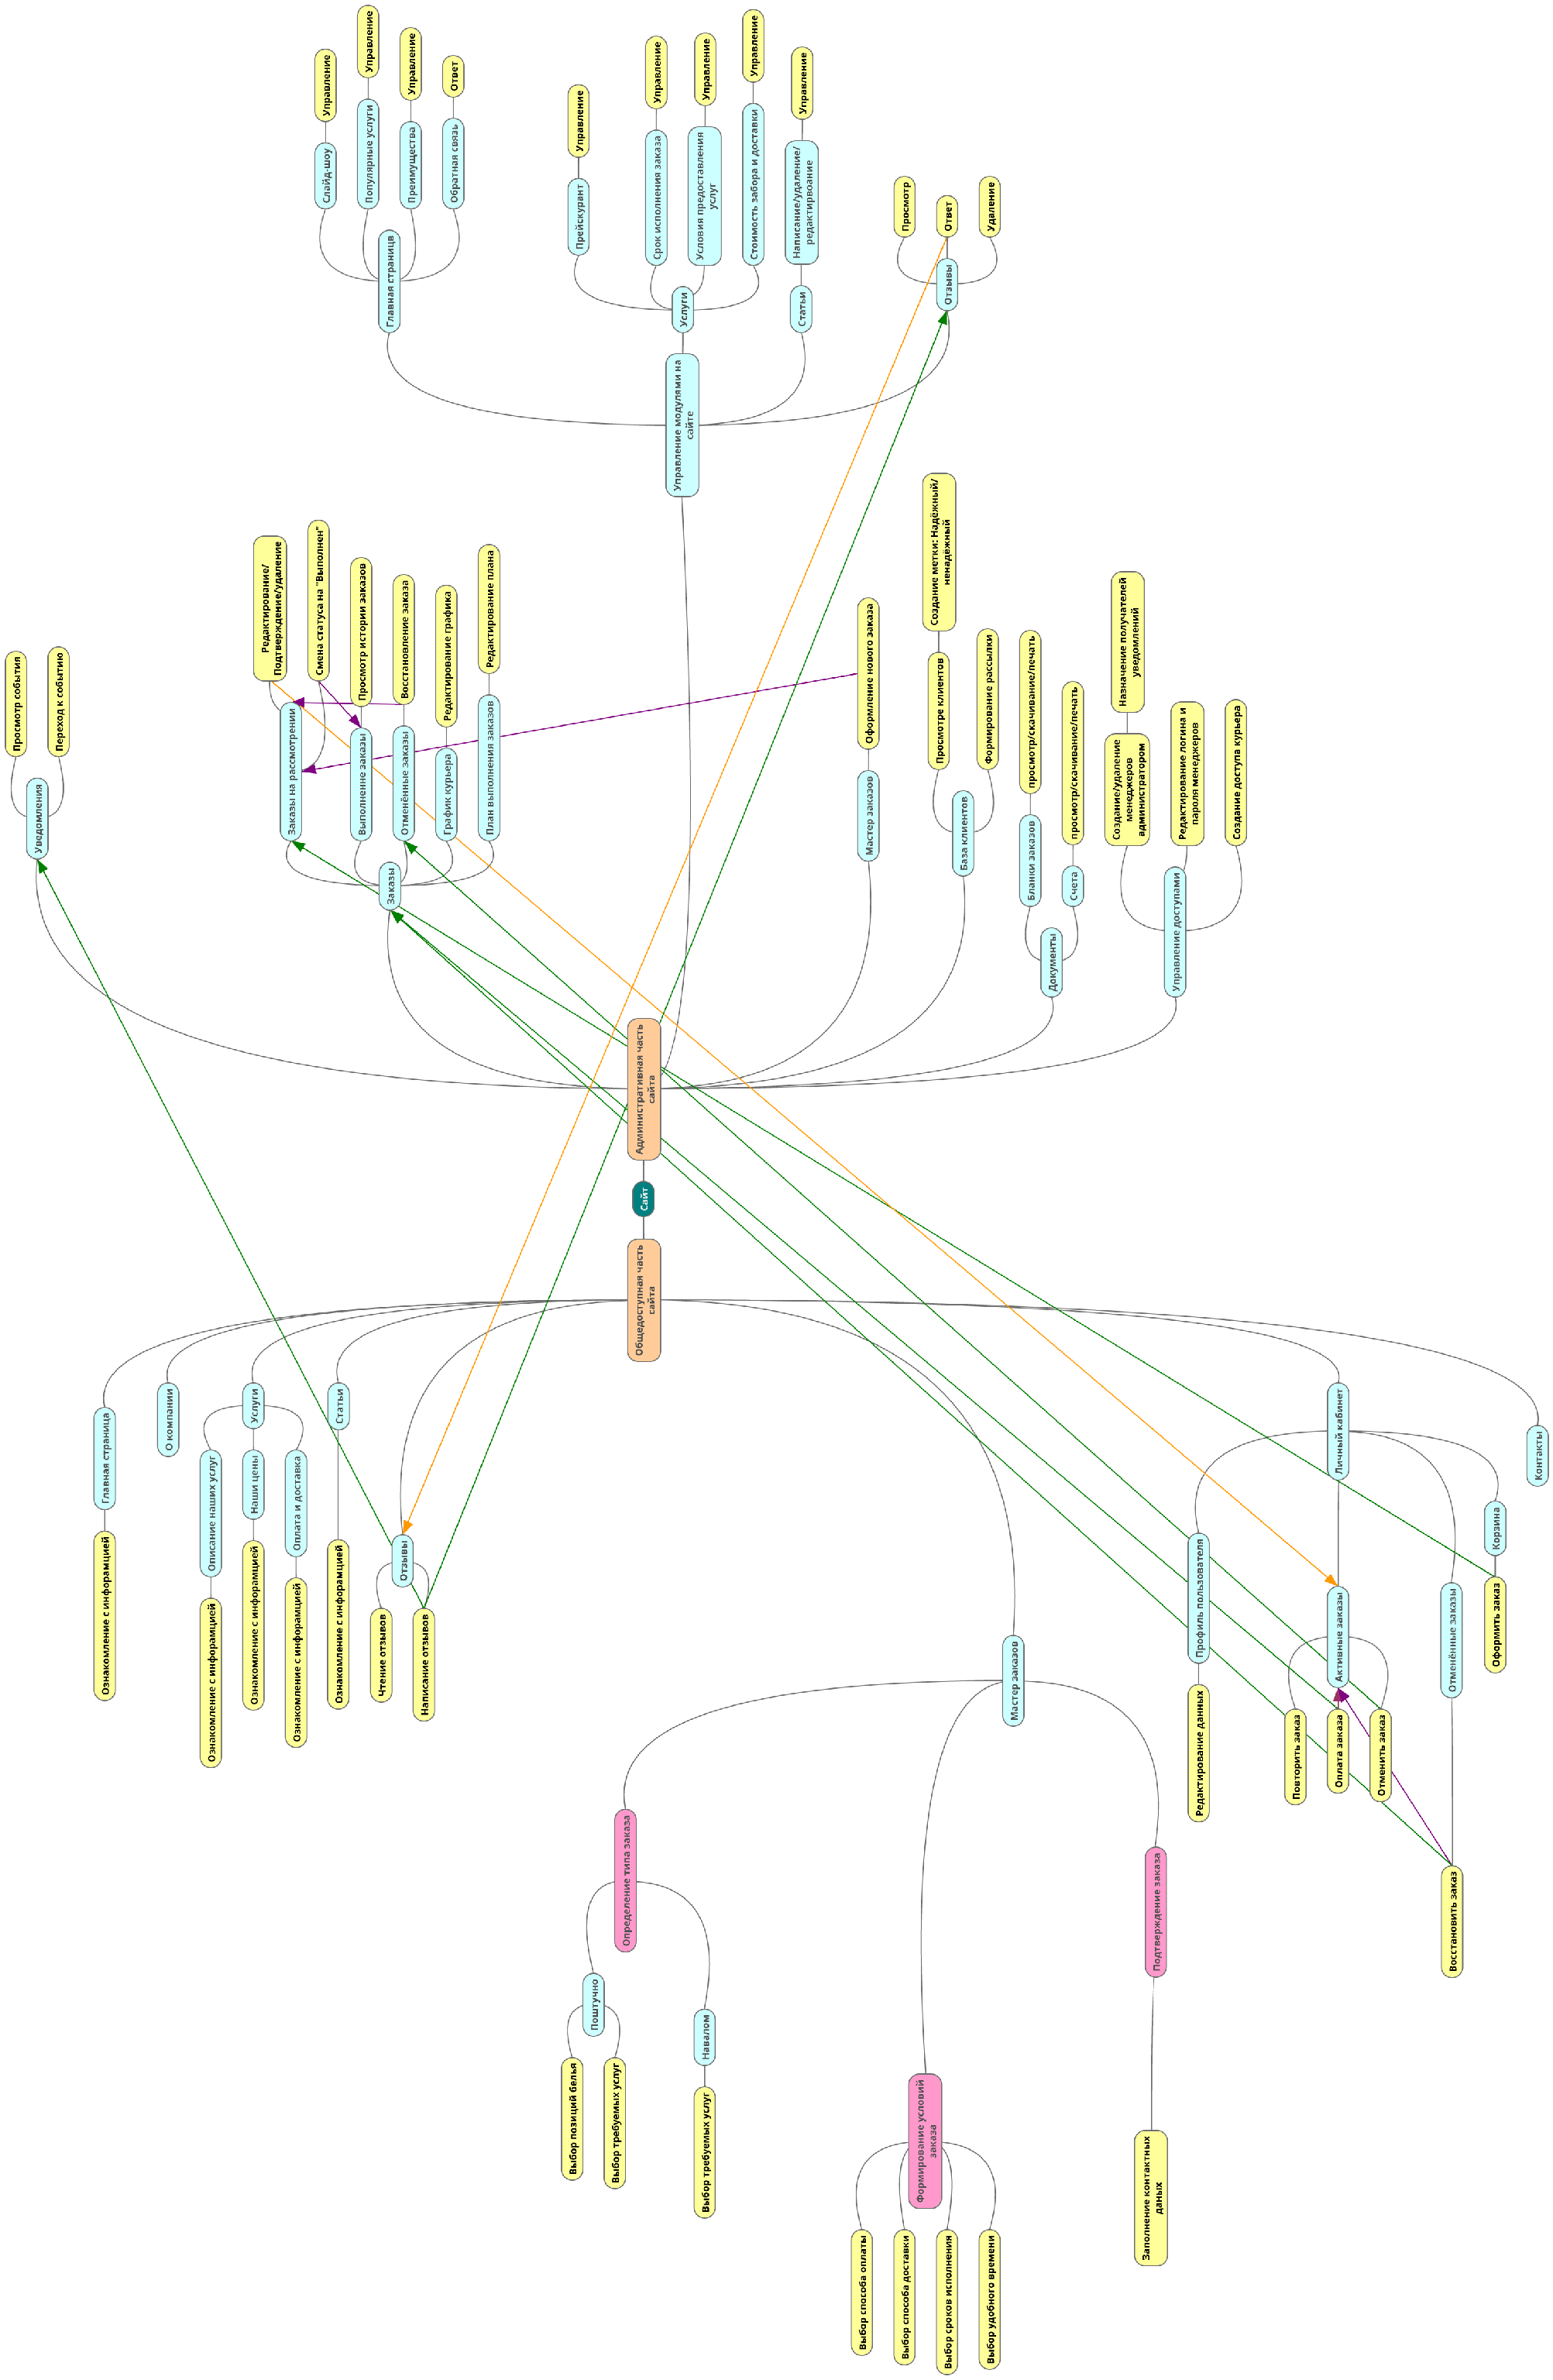 Сайт
Административная часть
сайта
Уведомления
Просмотр события
Переход к событию
Заказы
Заказы на рассмотрении
Редактирование/
Подтверждение/удаление
Смена статуса на "Выполнен"
Выполнене заказы
Просмотр истории заказов
Отменённые заказы
Восстановление заказа
График курьера
Редактирование графика
План выполнения заказов
Редактирование плана
Управление модулями на
сайте
Главная страницв
Слайд-шоу
Управление
Популярные услуги
Управление
Преимущества
Управление
Обратная связь
Ответ
Услуги
Прейскурант
Управление
Срок исполнения заказа
Управление
Условия предоставления
услуг
Управление
Стоимость забора и доставки
Управление
Статьи
Написание/удаление/
редактирвоание
Управление
Отзывы
Просмотр
Ответ
Удаление
Мастер заказов
Оформление нового заказа
База клиентов
Просмотре клиентов
Создание метки: Надёжный/
ненадёжный
Формирование рассылки
Документы
Бланки заказов
просмотр/скачивание/печать
Счета
просмотр/скачивание/печать
Управление доступами
Создание/удаление
менеджеров
администратором
Назначение получателей
уведомлений
Редактирование логина и
пароля менеджеров
Создание доступа курьера
Общедоступная часть
сайта
Главная страница
Ознакомление с инфорамцией
О компании
Услуги
Описание наших услуг
Ознакомление с инфорамцией
Наши цены
Ознакомление с инфорамцией
Оплата и доставка
Ознакомление с инфорамцией
Статьи
Ознакомление с инфорамцией
Отзывы
Чтение отзывов
Написание отзывов
Мастер заказов
Определение типа заказа
Поштучно
Выбор позиций белья
Выбор требуемых услуг
Навалом
Выбор требуемых услуг
Формирование условий
заказа
Выбор способа оплаты
Выбор способа доставки
Выбор сроков исполнения
Выбор удобного времени
Подтверждение заказа
Заполнение контактных
даных
Личный кабинет
Профиль пользователя
Редактирование данных
Активные заказы
Повторить заказ
Оплата заказа
Отменить заказ
Отменённые заказы
Восстановить заказ
Корзина
Оформить заказ
Контакты